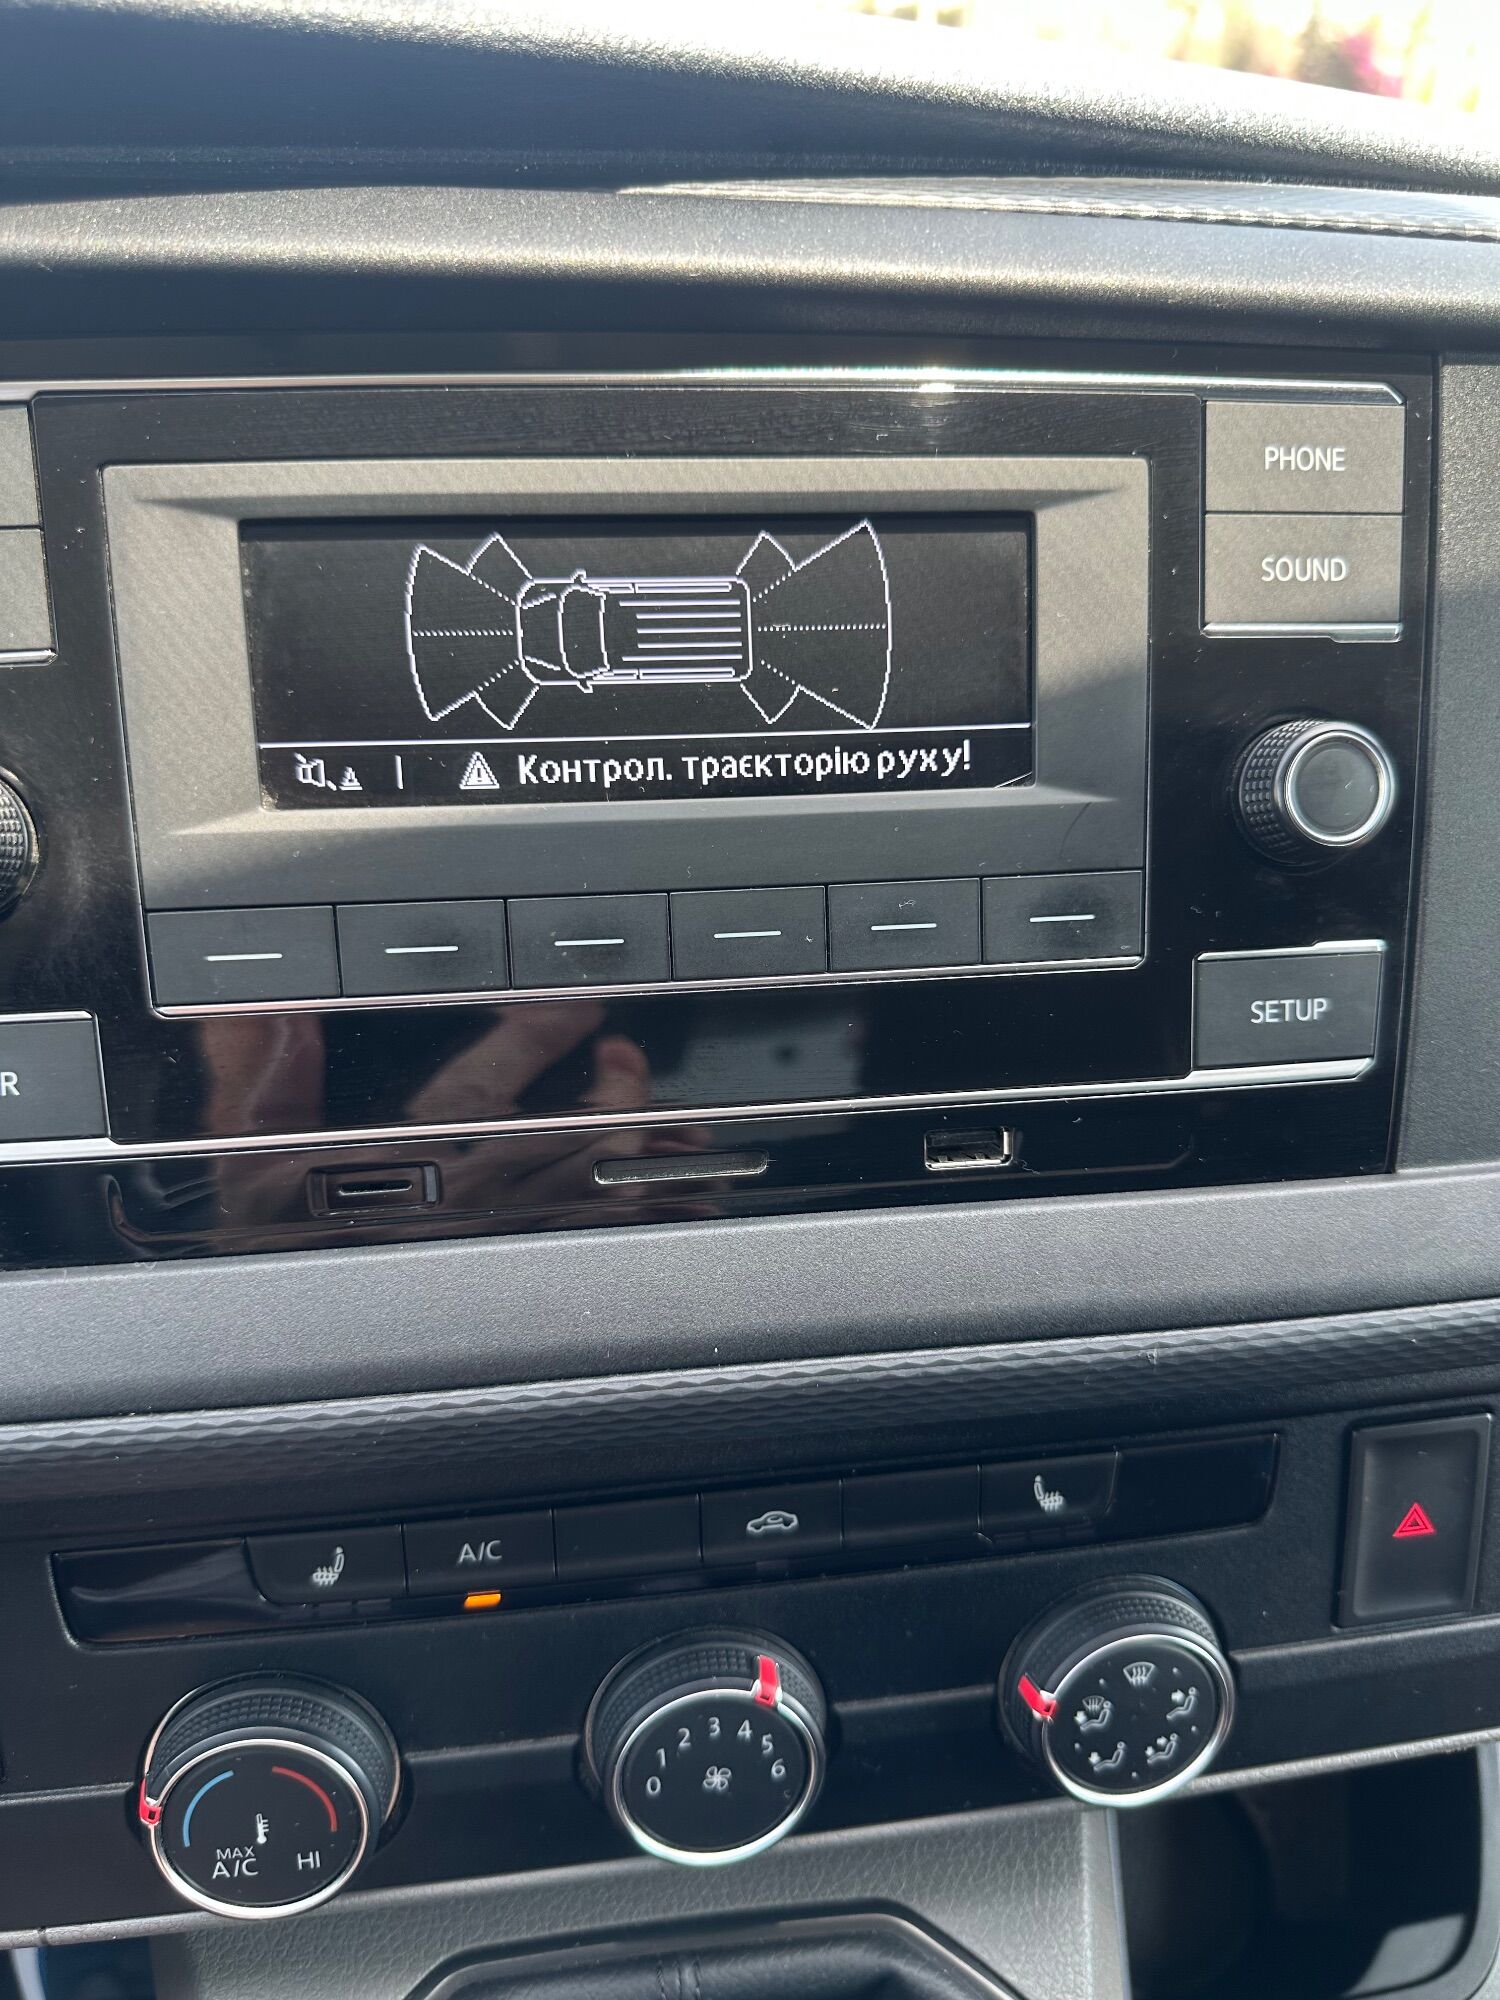 PHONE
SOUND
Контрол. траєкторію руху!
SETUP
R
A/C
0 1 2 3 4 5 6
MAX
A/C HI